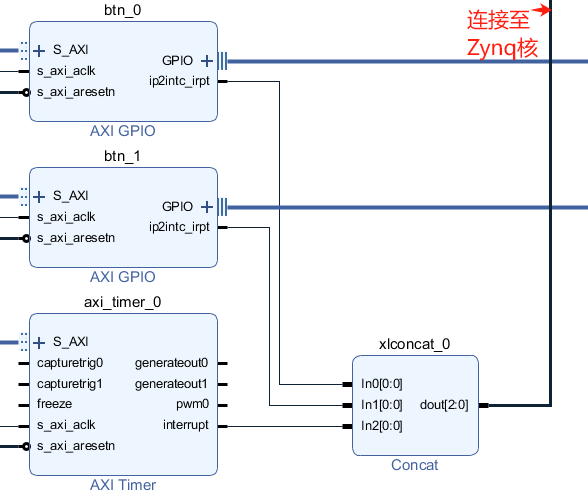 btn_0
连接至
Zynq核
S_AXI
GPIO
s_axi_aclk
ip2intc_irpt
s_axi_aresetn
AXI GPIO
btn_1
S_AXI
GPIO
s_axi_aclk
ip2intc_irpt
s_axi_aresetn
AXI GPIO
axi_timer_0
S_AXI
capturetrig0
generateout0
capturetrig1
generateout1
freeze
pwm0
s_axi_aclk
interrupt
s_axi_aresetn
AXI Timer
xlconcat_0
In0[0:0]
In1[0:0]
dout[2:0]
In2[0:0]
Concat